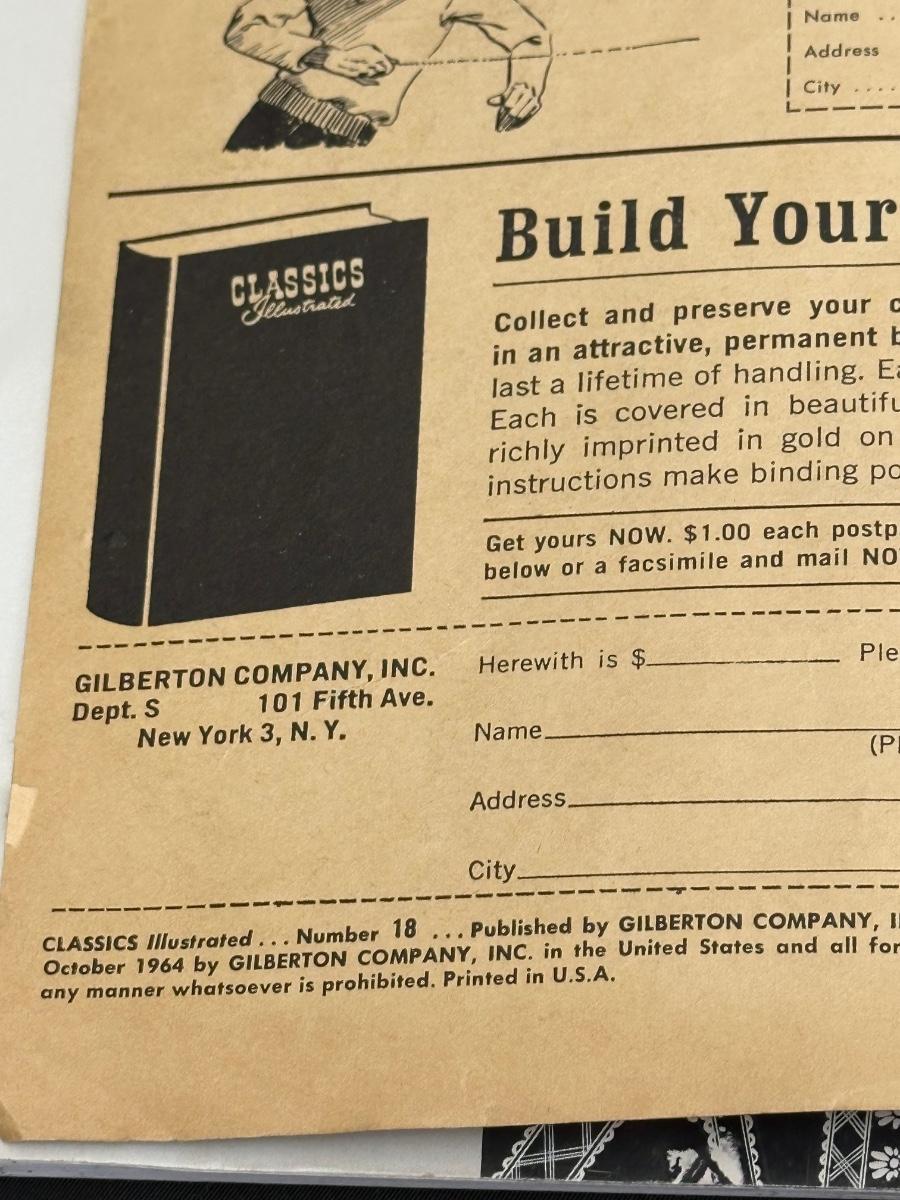 Name ..
Address
City ....
CLASSICS
Illustrated
Build Your
Collect and preserve your
in an attractive, permanent
last a lifetime of handling.
Each is covered in
richly imprinted in gold on
instructions make binding
Get yours NOW. $1.00 each
below or a facsimile and mail
GILBERTON COMPANY, INC.
Dept. S 101 Fifth Ave.
New York 3, N. Y.
Herewith is $
Name
Address
City
CLASSICS Illustrated ... Number 18 ... Published by GILBERTON COMPANY,
October 1964 by GILBERTON COMPANY, INC. in the United States and all
any manner whatsoever is prohibited. Printed in U.S.A.